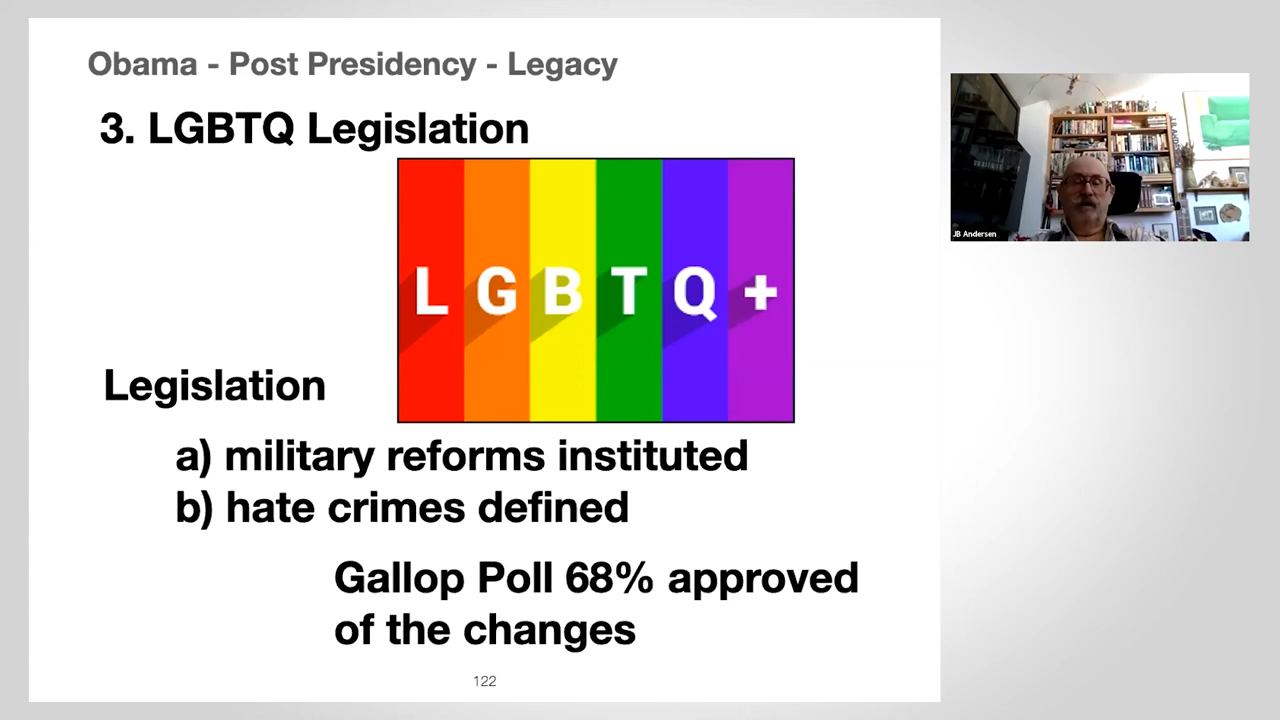 Obama - Post Presidency - Legacy
3. LGBTQ Legislation
L G B T Q +
Legislation
a) military reforms instituted
b) hate crimes defined
Gallop Poll 68% approved
of the changes
122
JB Andersen